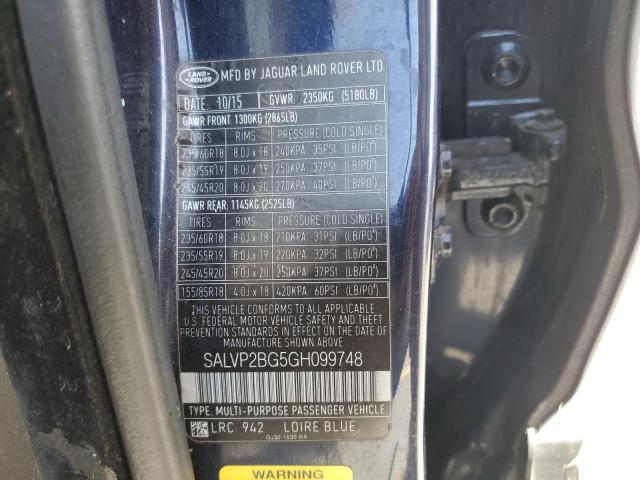 LAND ROVER MFD BY JAGUAR LAND ROVER LTD
DATE: 10/15 GVWR 2350KG (5180LB)
GAWR FRONT 1300KG (2865LB)
TIRES RIMS PRESSURE (COLD SINGLE)
235/60R18 8.0J x 18 240KPA 35PSI (LB/PO²)
235/55R19 8.0J x 19 250KPA 37PSI (LB/PO²)
245/45R20 8.0J x 20 270KPA 40PSI (LB/PO²)
GAWR REAR: 1145KG (2525LB)
TIRES RIMS PRESSURE (COLD SINGLE)
235/60R18 8.0J x 18 210KPA 31PSI (LB/PO²)
235/55R19 8.0J x 19 220KPA 32PSI (LB/PO²)
245/45R20 8.0J x 20 250KPA 37PSI (LB/PO²)
155/85R18 4.0J x 18 420KPA 60PSI (LB/PO²)
THIS VEHICLE CONFORMS TO ALL APPLICABLE
U.S. FEDERAL MOTOR VEHICLE SAFETY, BUMPER AND THEFT
PREVENTION STANDARDS IN EFFECT ON THE DATE OF
MANUFACTURE SHOWN ABOVE.
SALVP2BG5GH099748
TYPE: MULTI-PURPOSE PASSENGER VEHICLE
LRC: 942 LOIRE BLUE
GJ32-1532-BA
WARNING